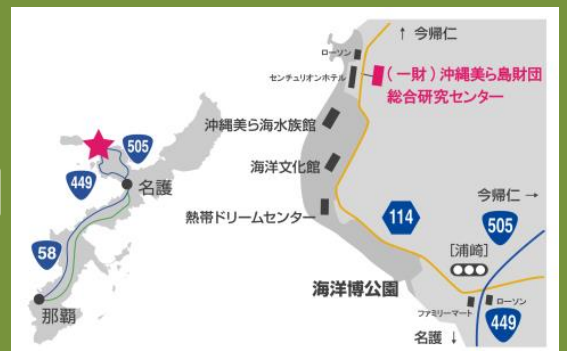 505
449
名護
58
那覇
↑ 今帰仁
ローソン
センチュリオンホテル
(一財)沖縄美ら島財団
総合研究センター
沖縄美ら海水族館
海洋文化館
熱帯ドリームセンター
114
今帰仁 →
505
[浦崎]
海洋博公園
ファミリーマート
ローソン
449
名護 ↓